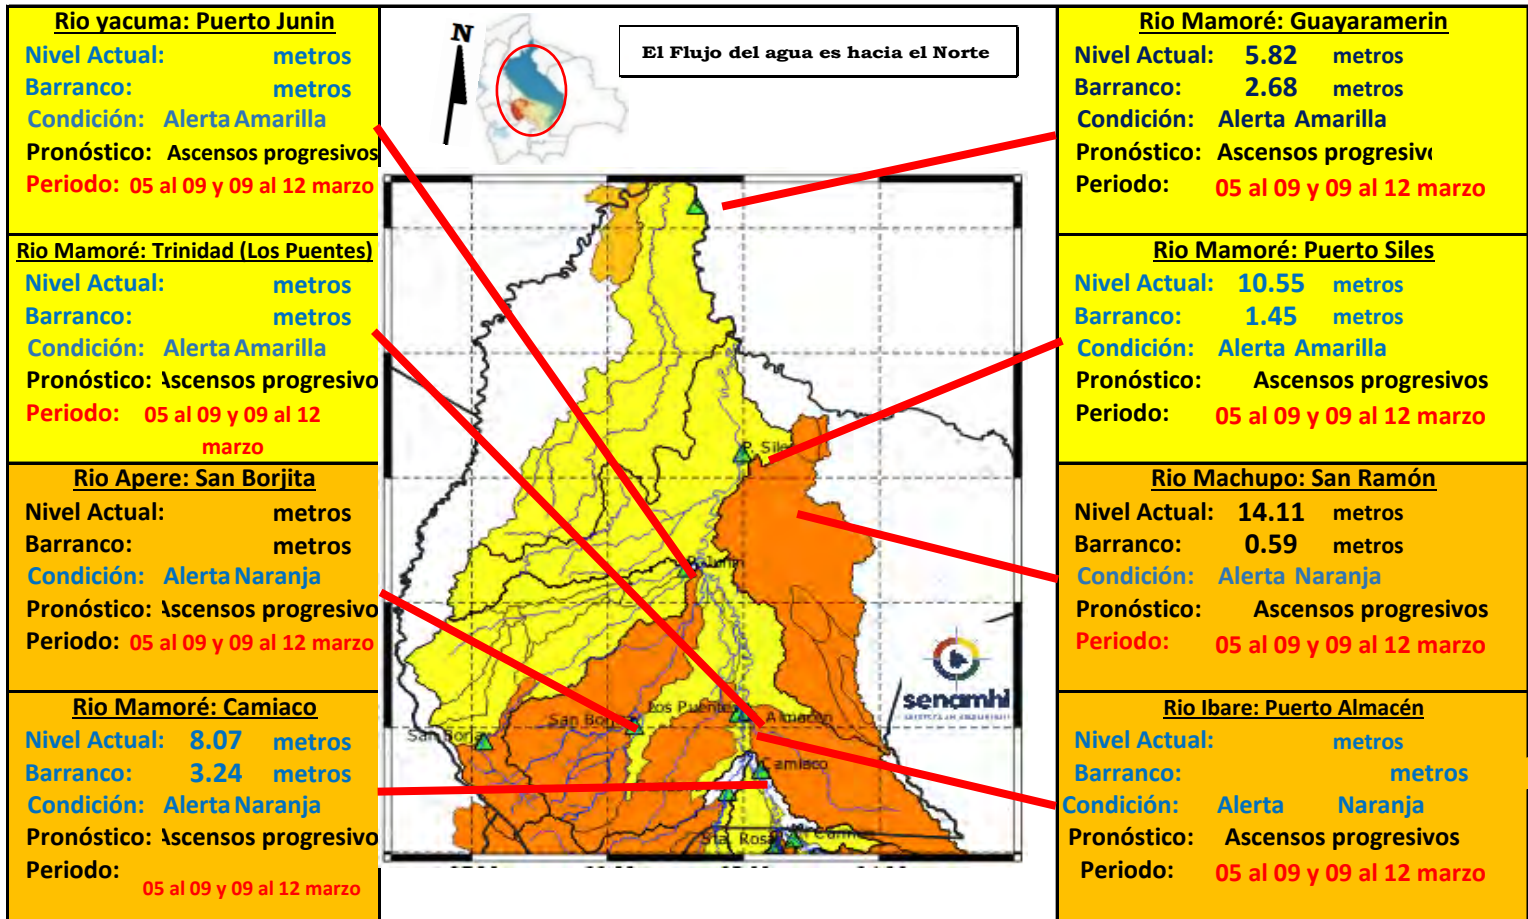 Rio yacuma: Puerto Junin
Nivel Actual: metros
Barranco: metros
Condición: Alerta Amarilla
Pronóstico: Ascensos progresivos
Periodo: 05 al 09 y 09 al 12 marzo
Rio Mamoré: Trinidad (Los Puentes)
Nivel Actual: metros
Barranco: metros
Condición: Alerta Amarilla
Pronóstico: Ascensos progresivo
Periodo: 05 al 09 y 09 al 12
marzo
Rio Apere: San Borjita
Nivel Actual: metros
Barranco: metros
Condición: Alerta Naranja
Pronóstico: Ascensos progresivo
Periodo: 05 al 09 y 09 al 12 marzo
Rio Mamoré: Camiaco
Nivel Actual: 8.07 metros
Barranco: 3.24 metros
Condición: Alerta Naranja
Pronóstico: Ascensos progresivo
Periodo:
05 al 09 y 09 al 12 marzo
N
El Flujo del agua es hacia el Norte
P. Siles
P. Junin
Los Puentes
Almacén
San Borjita
San Borja
Camiaco
Sta. Rosa
senamhi
Rio Mamoré: Guayaramerin
Nivel Actual: 5.82 metros
Barranco: 2.68 metros
Condición: Alerta Amarilla
Pronóstico: Ascensos progresiv
Periodo: 05 al 09 y 09 al 12 marzo
Rio Mamoré: Puerto Siles
Nivel Actual: 10.55 metros
Barranco: 1.45 metros
Condición: Alerta Amarilla
Pronóstico: Ascensos progresivos
Periodo: 05 al 09 y 09 al 12 marzo
Rio Machupo: San Ramón
Nivel Actual: 14.11 metros
Barranco: 0.59 metros
Condición: Alerta Naranja
Pronóstico: Ascensos progresivos
Periodo: 05 al 09 y 09 al 12 marzo
Rio Ibare: Puerto Almacén
Nivel Actual: metros
Barranco: metros
Condición: Alerta Naranja
Pronóstico: Ascensos progresivos
Periodo: 05 al 09 y 09 al 12 marzo